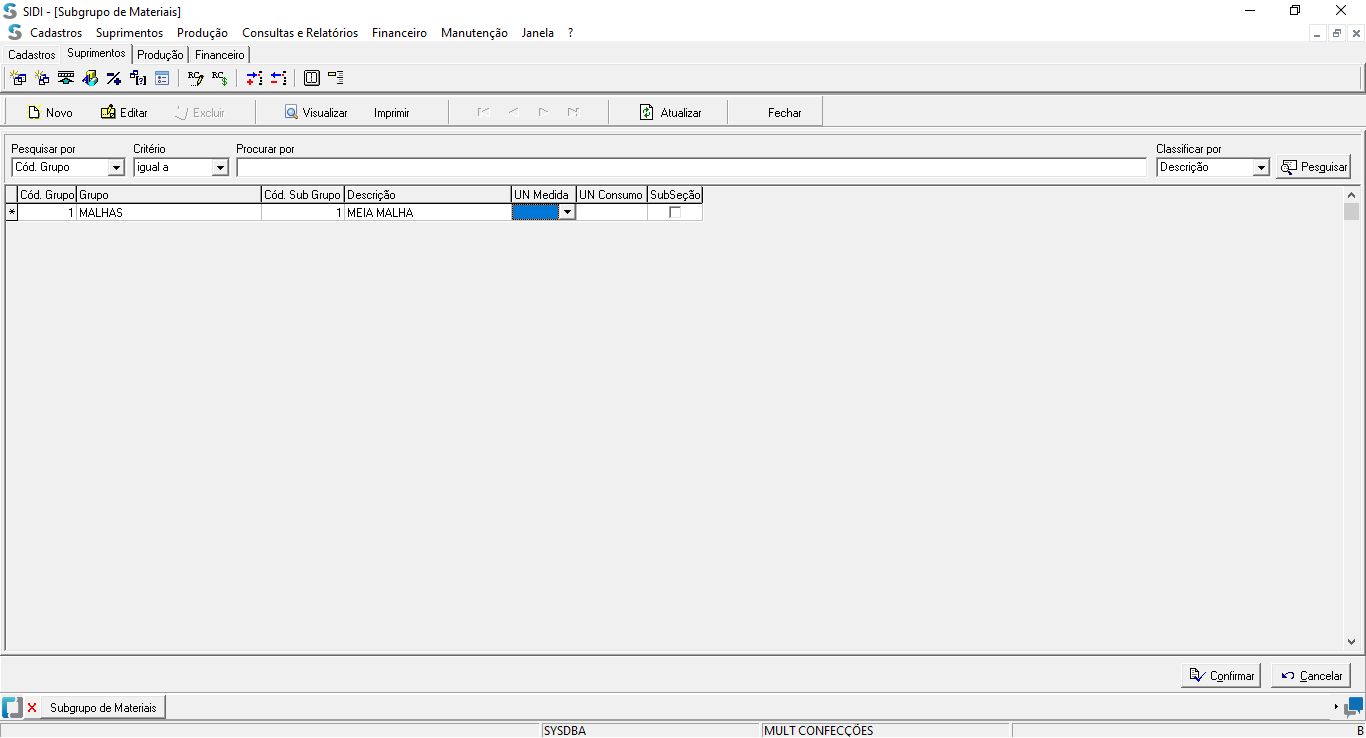 SIDI - [Subgrupo de Materiais]
Cadastros Suprimentos Produção Consultas e Relatórios Financeiro Manutenção Janela ?
Cadastros Suprimentos Produção Financeiro
Novo Editar Excluir Visualizar Imprimir Atualizar Fechar
Pesquisar por Critério Procurar por Classificar por
Cód. Grupo igual a Descrição Pesquisar
Cód. Grupo Grupo Cód. Sub Grupo Descrição UN Medida UN Consumo SubSeção
* 1 MALHAS 1 MEIA MALHA
Confirmar Cancelar
Subgrupo de Materiais
SYSDBA MULT CONFECÇÕES B